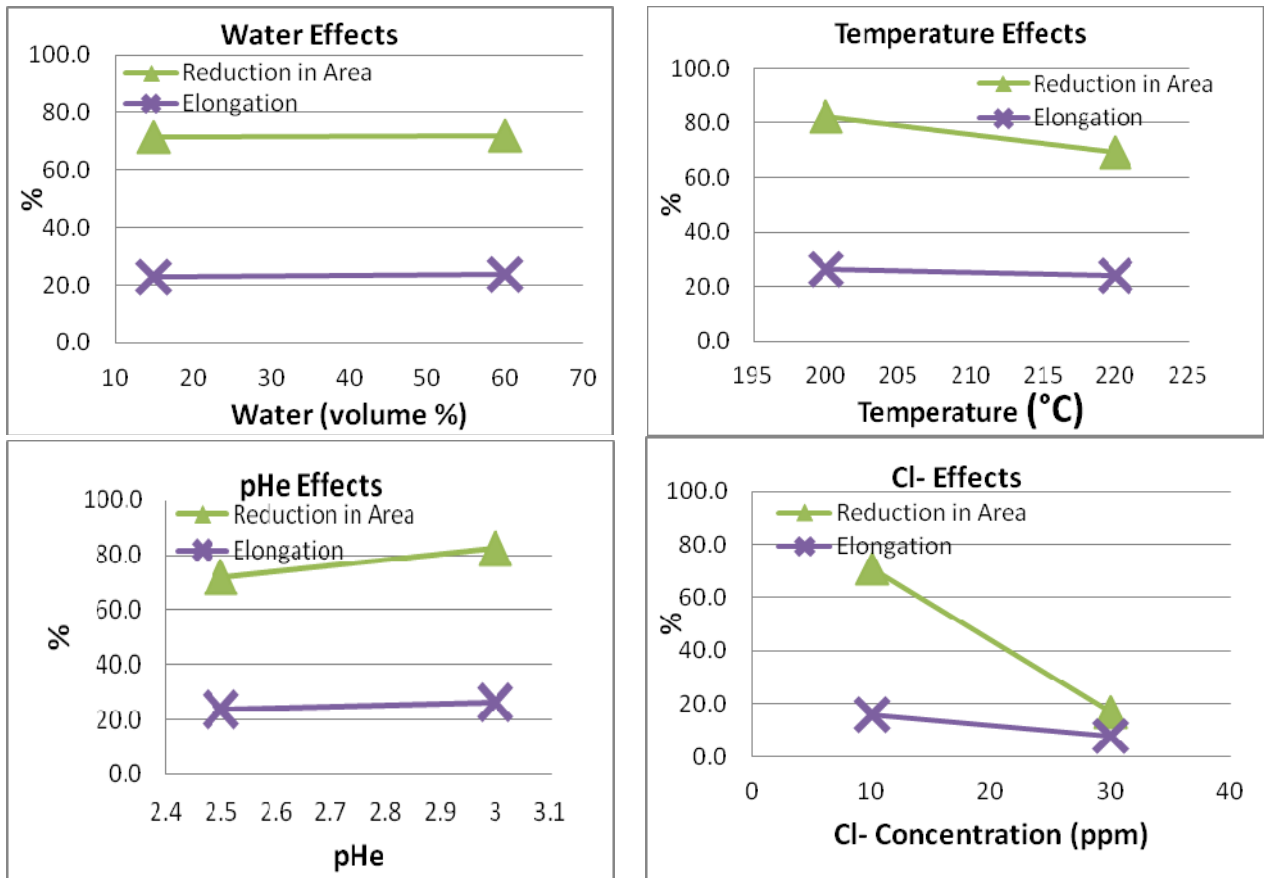 Water Effects
100.0
Reduction in Area
80.0
Elongation
60.0
%
40.0
20.0
0.0
10 20 30 40 50 60 70
Water (volume %)
Temperature Effects
100.0
Reduction in Area
80.0
Elongation
60.0
%
40.0
20.0
0.0
195 200 205 210 215 220 225
Temperature (°C)
pHe Effects
100.0
Reduction in Area
80.0
Elongation
60.0
%
40.0
20.0
0.0
2.4 2.5 2.6 2.7 2.8 2.9 3 3.1
pHe
Cl- Effects
100.0
Reduction in Area
80.0
Elongation
60.0
%
40.0
20.0
0.0
0 10 20 30 40
Cl- Concentration (ppm)